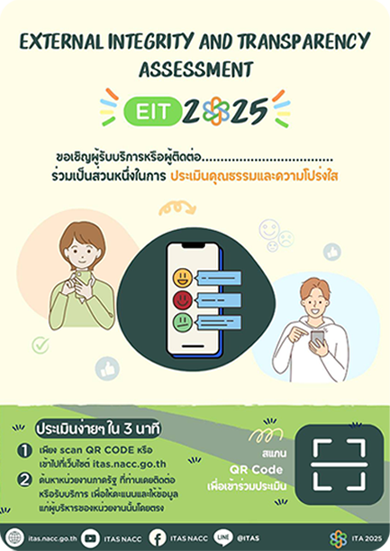 EXTERNAL INTEGRITY AND TRANSPARENCY
ASSESSMENT
EIT 2025
ขอเชิญผู้รับบริการหรือผู้ติดต่อ.................................
ร่วมเป็นส่วนหนึ่งในการ ประเมินคุณธรรมและความโปร่งใส
ประเมินง่ายๆ ใน 3 นาที
1 เพียง scan QR CODE หรือ
เข้าไปที่เว็บไซต์ itas.nacc.go.th
2 ค้นหาหน่วยงานภาครัฐ ที่ท่านเคยติดต่อ
หรือรับบริการ เพื่อให้คะแนนและให้ข้อมูล
แก่ผู้บริหารของหน่วยงานนั้นโดยตรง
สแกน
QR Code
เพื่อเข้าร่วมประเมิน
itas.nacc.go.th ITAS NACC ITAS NACC LINE @ITAS ITA 2025